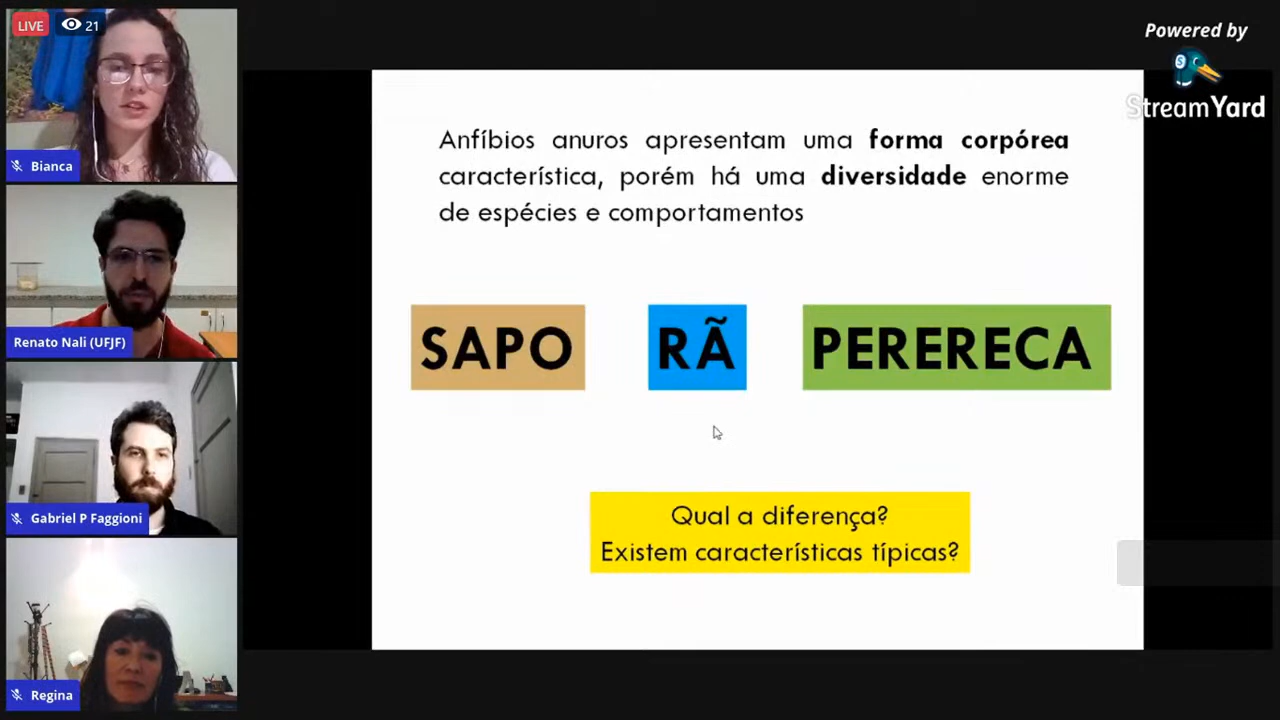 LIVE 21
Bianca
Renato Nali (UFJF)
Gabriel P Faggioni
Regina
Powered by
StreamYard
Anfíbios anuros apresentam uma forma corpórea
característica, porém há uma diversidade enorme
de espécies e comportamentos
SAPO RÃ PERERECA
Qual a diferença?
Existem características típicas?